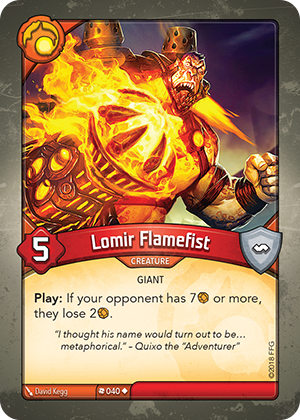 Lomir Flamefist
5
CREATURE
GIANT
Play: If your opponent has 7 or more,
they lose 2.
"I thought his name would turn out to be...
metaphorical." – Quixo the "Adventurer"
David Kegg
040
©2018 FFG